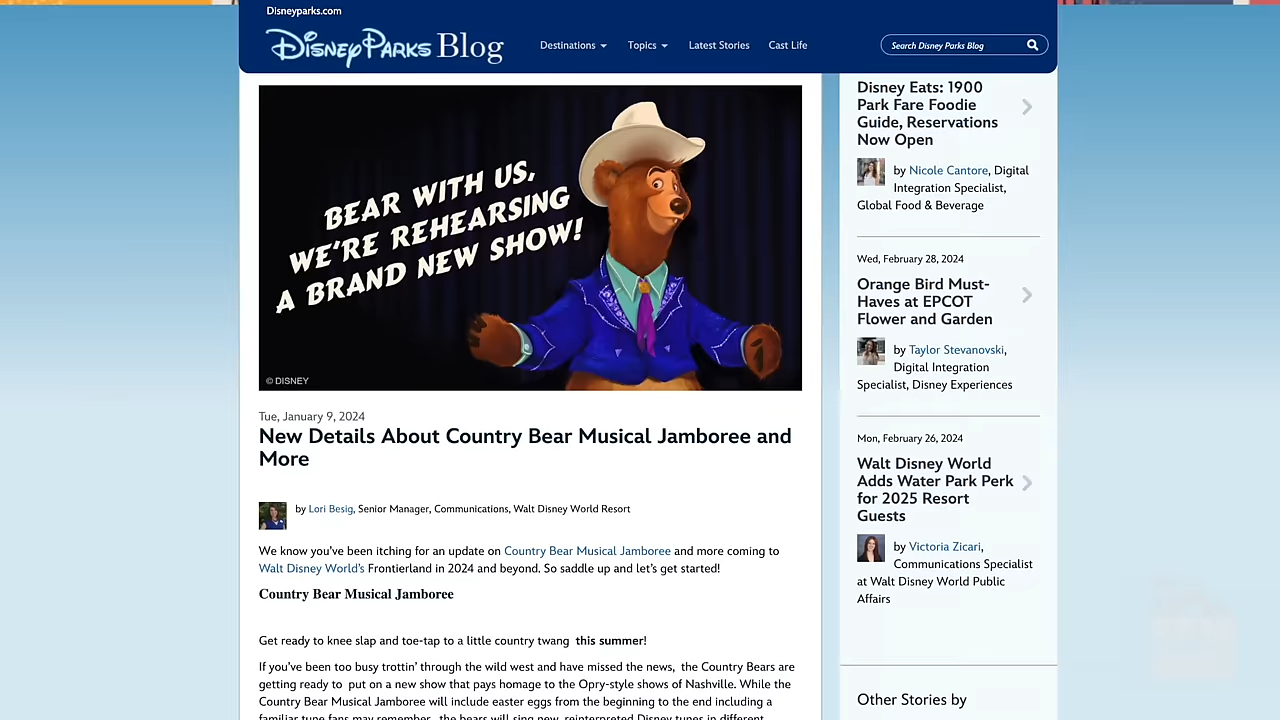 Disneyparks.com
Disney Parks Blog
Destinations
Topics
Latest Stories
Cast Life
Search Disney Parks Blog
BEAR WITH US,
WE'RE REHEARSING
A BRAND NEW SHOW!
© DISNEY
Tue, January 9, 2024
New Details About Country Bear Musical Jamboree and
More
by Lori Besig, Senior Manager, Communications, Walt Disney World Resort
We know you've been itching for an update on Country Bear Musical Jamboree and more coming to
Walt Disney World's Frontierland in 2024 and beyond. So saddle up and let's get started!
Country Bear Musical Jamboree
Get ready to knee slap and toe-tap to a little country twang this summer!
If you've been too busy trottin' through the wild west and have missed the news, the Country Bears are
getting ready to put on a new show that pays homage to the Opry-style shows of Nashville. While the
Country Bear Musical Jamboree will include easter eggs from the beginning to the end including a
familiar tune fans may remember, the bears will sing new, reinterpreted Disney tunes in different
Disney Eats: 1900
Park Fare Foodie
Guide, Reservations
Now Open
by Nicole Cantore, Digital
Integration Specialist,
Global Food & Beverage
Wed, February 28, 2024
Orange Bird Must-
Haves at EPCOT
Flower and Garden
by Taylor Stevanovski,
Digital Integration
Specialist, Disney Experiences
Mon, February 26, 2024
Walt Disney World
Adds Water Park Perk
for 2025 Resort
Guests
by Victoria Zicari,
Communications Specialist
at Walt Disney World Public
Affairs
Other Stories by